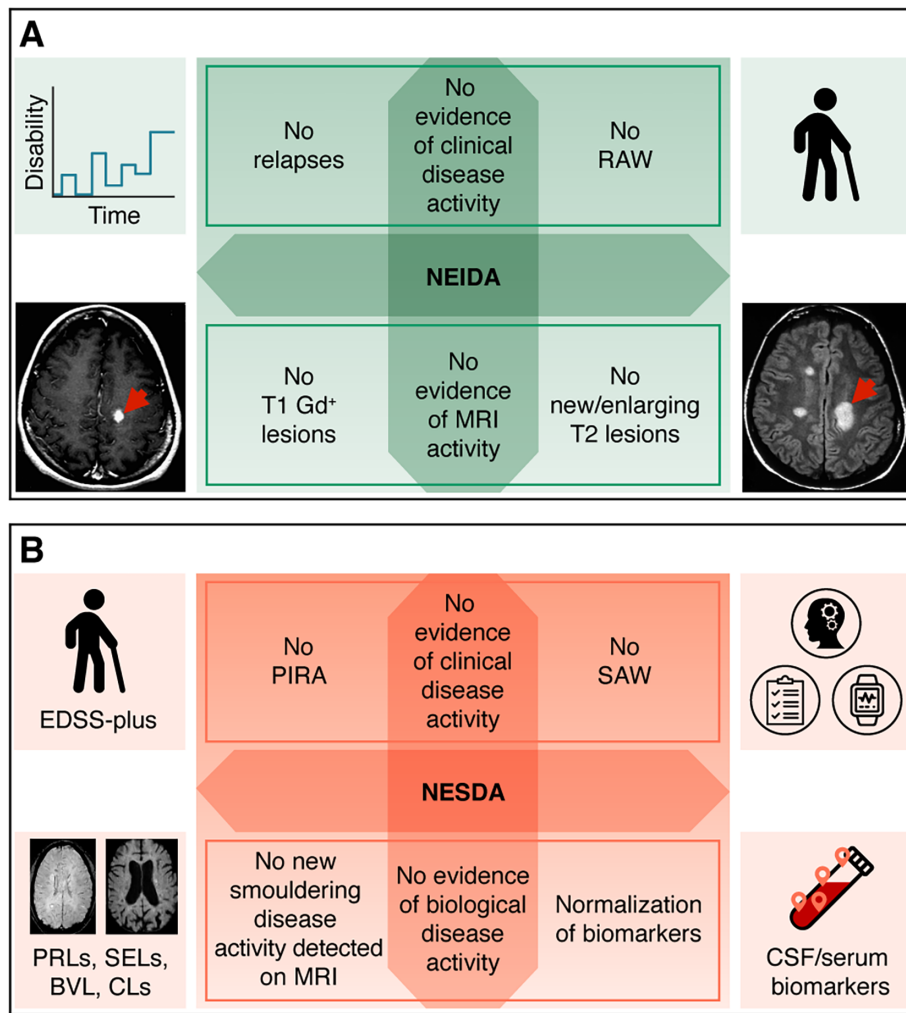 A
Disability
Time
No
relapses
No
evidence
of clinical
disease
activity
No
RAW
NEIDA
No
T1 Gd⁺
lesions
No
evidence
of MRI
activity
No
new/enlarging
T2 lesions
B
EDSS-plus
No
PIRA
No
evidence
of clinical
disease
activity
No
SAW
NESDA
PRLs, SELs,
BVL, CLs
No new
smouldering
disease
activity detected
on MRI
No evidence
of biological
disease
activity
Normalization
of biomarkers
CSF/serum
biomarkers